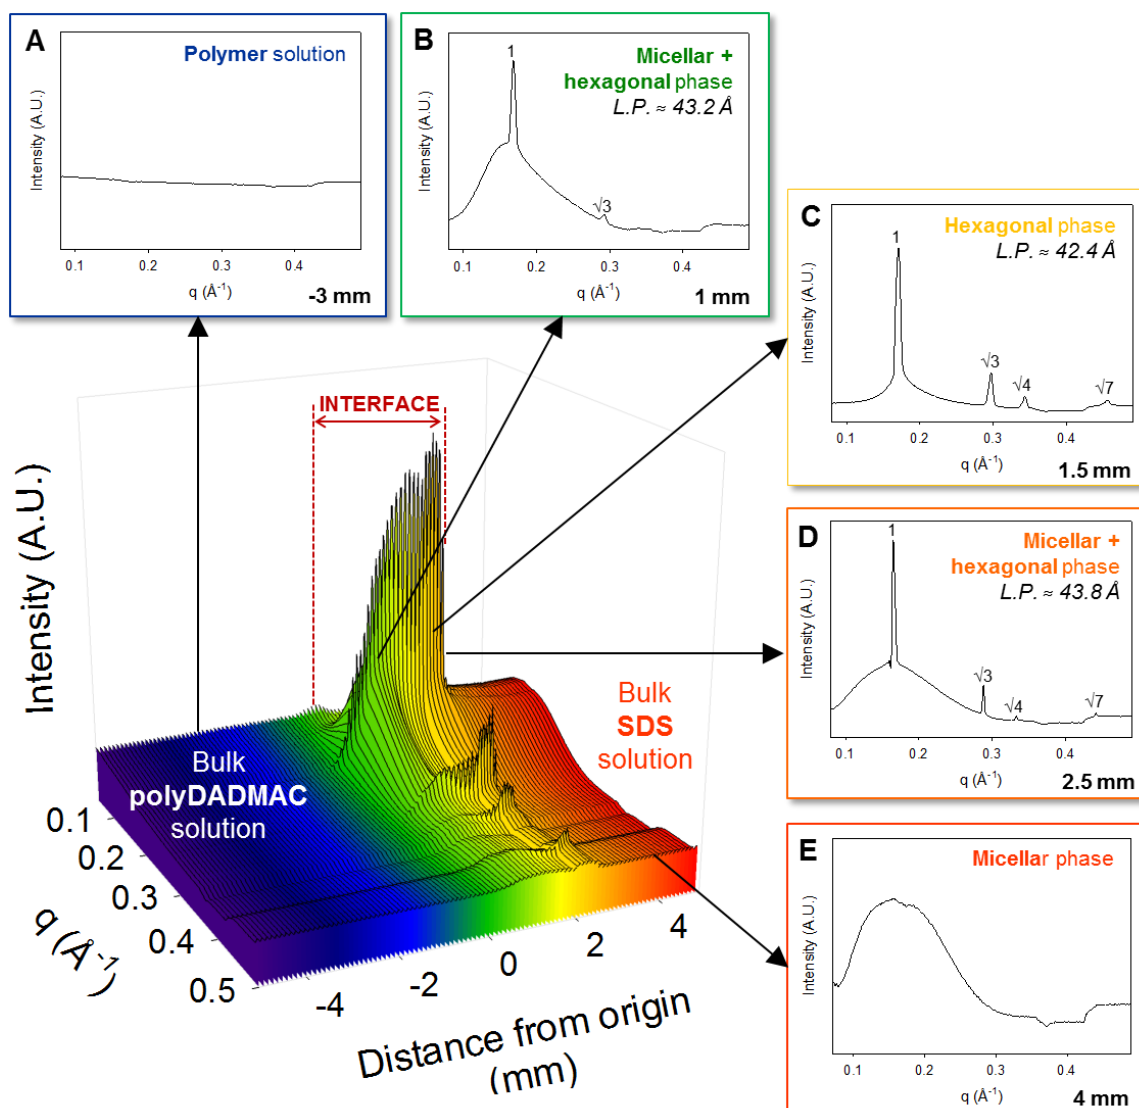 A
Polymer solution
Intensity (A.U.)
0.1 0.2 0.3 0.4
q (Å-1)
-3 mm
B
1
Micellar +
hexagonal phase
L.P. ≈ 43.2 Å
√3
Intensity (A.U.)
0.1 0.2 0.3 0.4
q (Å-1)
1 mm
C
1
Hexagonal phase
L.P. ≈ 42.4 Å
√3
√4
√7
Intensity (A.U.)
0.1 0.2 0.3 0.4
q (Å-1)
1.5 mm
D
1
Micellar +
hexagonal phase
L.P. ≈ 43.8 Å
√3
√4
√7
Intensity (A.U.)
0.1 0.2 0.3 0.4
q (Å-1)
2.5 mm
E
Micellar phase
Intensity (A.U.)
0.1 0.2 0.3 0.4
q (Å-1)
4 mm
INTERFACE
Intensity (A.U.)
Bulk
polyDADMAC
solution
Bulk
SDS
solution
0.1
0.2
0.3
0.4
0.5
q (Å-1)
-4 -2 0 2 4
Distance from origin
(mm)